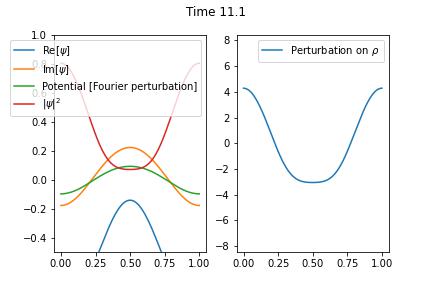 Time 11.1
Re[ψ]
Im[ψ]
Potential [Fourier perturbation]
|ψ|²
1.0
0.8
0.6
0.4
0.2
0.0
−0.2
−0.4
0.00 0.25 0.50 0.75 1.00
Perturbation on ρ
8
6
4
2
0
−2
−4
−6
−8
0.00 0.25 0.50 0.75 1.00